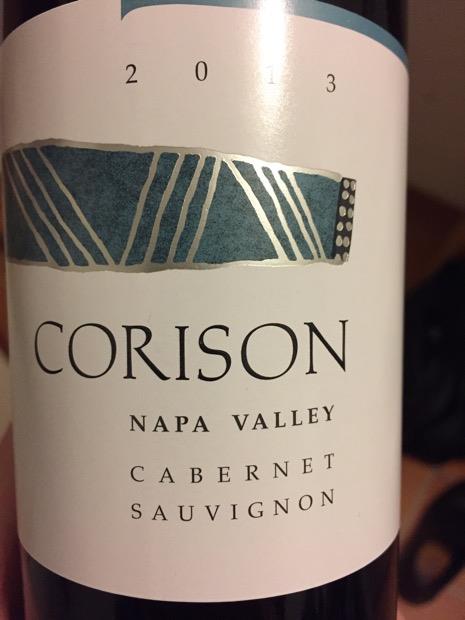 2 0 1 3
CORISON
NAPA VALLEY
CABERNET
SAUVIGNON